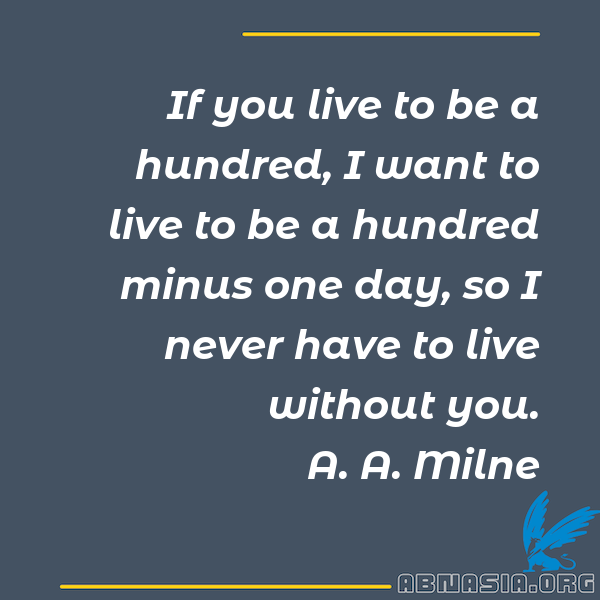 If you live to be a
hundred, I want to
live to be a hundred
minus one day, so I
never have to live
without you.
A. A. Milne
ABNASIA.ORG